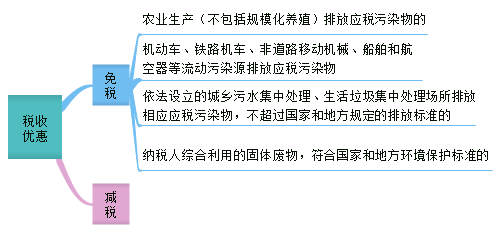 农业生产（不包括规模化养殖）排放应税污染物的
机动车、铁路机车、非道路移动机械、船舶和航
空器等流动污染源排放应税污染物
免
税
依法设立的城乡污水集中处理、生活垃圾集中处理场所排放
相应应税污染物，不超过国家和地方规定的排放标准的
税收
优惠
纳税人综合利用的固体废物，符合国家和地方环境保护标准的
减
税